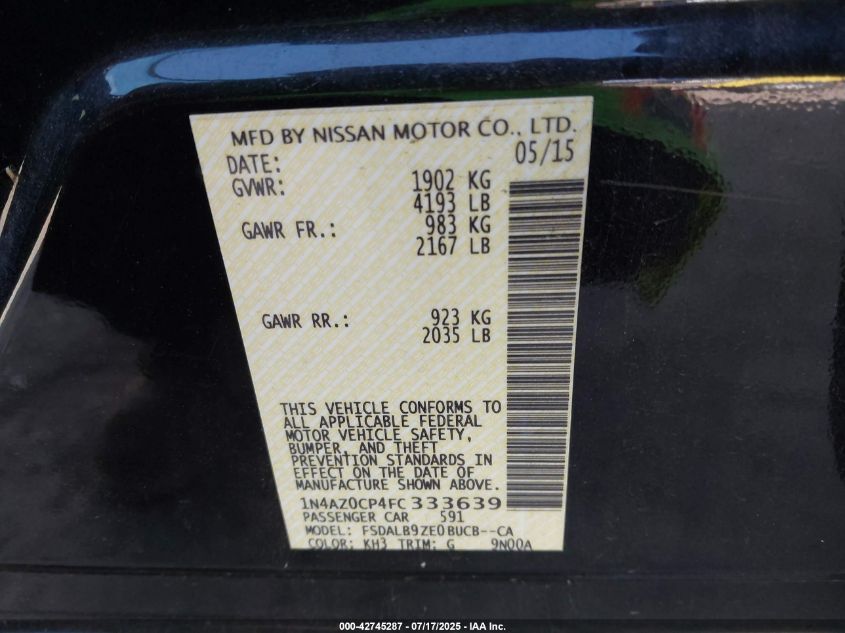 MFD BY NISSAN MOTOR CO., LTD.
DATE: 05/15
GVWR: 1902 KG
4193 LB
GAWR FR.: 983 KG
2167 LB
GAWR RR.: 923 KG
2035 LB
THIS VEHICLE CONFORMS TO
ALL APPLICABLE FEDERAL
MOTOR VEHICLE SAFETY,
BUMPER, AND THEFT
PREVENTION STANDARDS IN
EFFECT ON THE DATE OF
MANUFACTURE SHOWN ABOVE.
1N4AZ0CP4FC333639
PASSENGER CAR 591
MODEL: FSDALB9ZE0BUCB--CA
COLOR: KH3 TRIM: G 9N00A
000-42745287 - 07/17/2025 - IAA Inc.